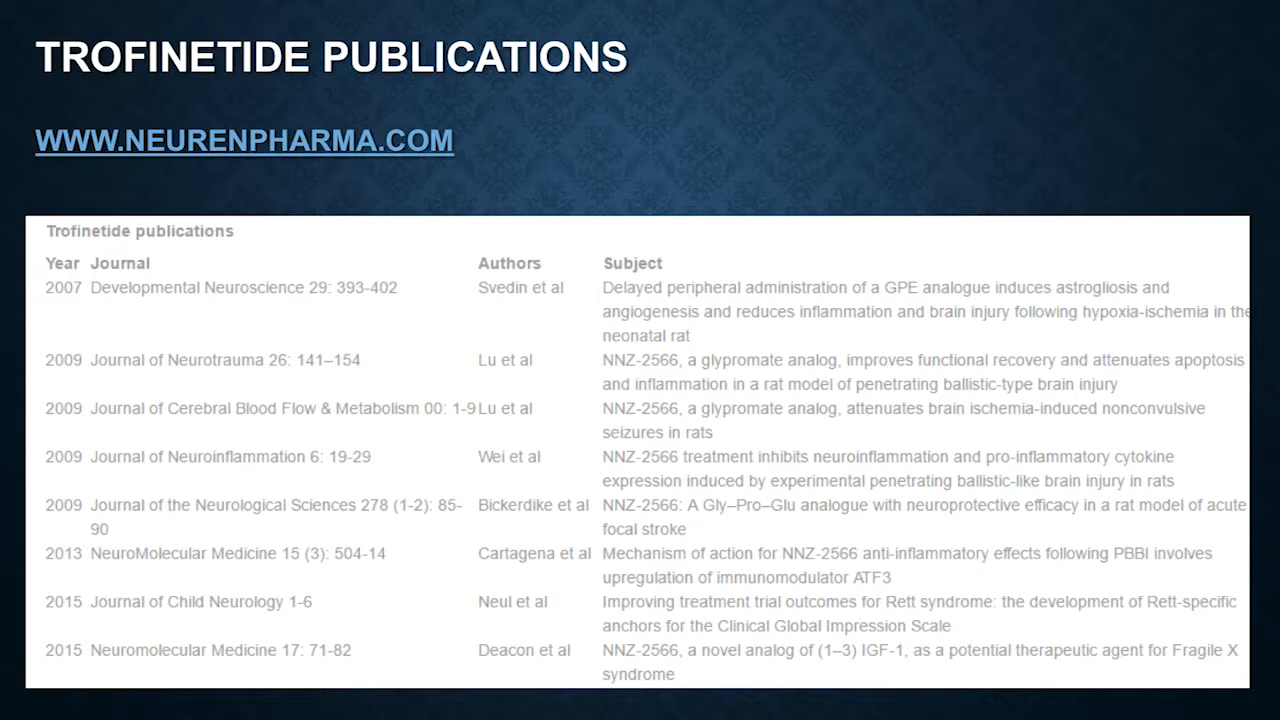 TROFINETIDE PUBLICATIONS
WWW.NEURENPHARMA.COM
Trofinetide publications
Year Journal Authors Subject
2007 Developmental Neuroscience 29: 393-402 Svedin et al Delayed peripheral administration of a GPE analogue induces astrogliosis and
angiogenesis and reduces inflammation and brain injury following hypoxia-ischemia in the
neonatal rat
2009 Journal of Neurotrauma 26: 141–154 Lu et al NNZ-2566, a glypromate analog, improves functional recovery and attenuates apoptosis
and inflammation in a rat model of penetrating ballistic-type brain injury
2009 Journal of Cerebral Blood Flow & Metabolism 00: 1-9 Lu et al NNZ-2566, a glypromate analog, attenuates brain ischemia-induced nonconvulsive
seizures in rats
2009 Journal of Neuroinflammation 6: 19-29 Wei et al NNZ-2566 treatment inhibits neuroinflammation and pro-inflammatory cytokine
expression induced by experimental penetrating ballistic-like brain injury in rats
2009 Journal of the Neurological Sciences 278 (1-2): 85- Bickerdike et al NNZ-2566: A Gly–Pro–Glu analogue with neuroprotective efficacy in a rat model of acute
90 focal stroke
2013 NeuroMolecular Medicine 15 (3): 504-14 Cartagena et al Mechanism of action for NNZ-2566 anti-inflammatory effects following PBBI involves
upregulation of immunomodulator ATF3
2015 Journal of Child Neurology 1-6 Neul et al Improving treatment trial outcomes for Rett syndrome: the development of Rett-specific
anchors for the Clinical Global Impression Scale
2015 Neuromolecular Medicine 17: 71-82 Deacon et al NNZ-2566, a novel analog of (1–3) IGF-1, as a potential therapeutic agent for Fragile X
syndrome